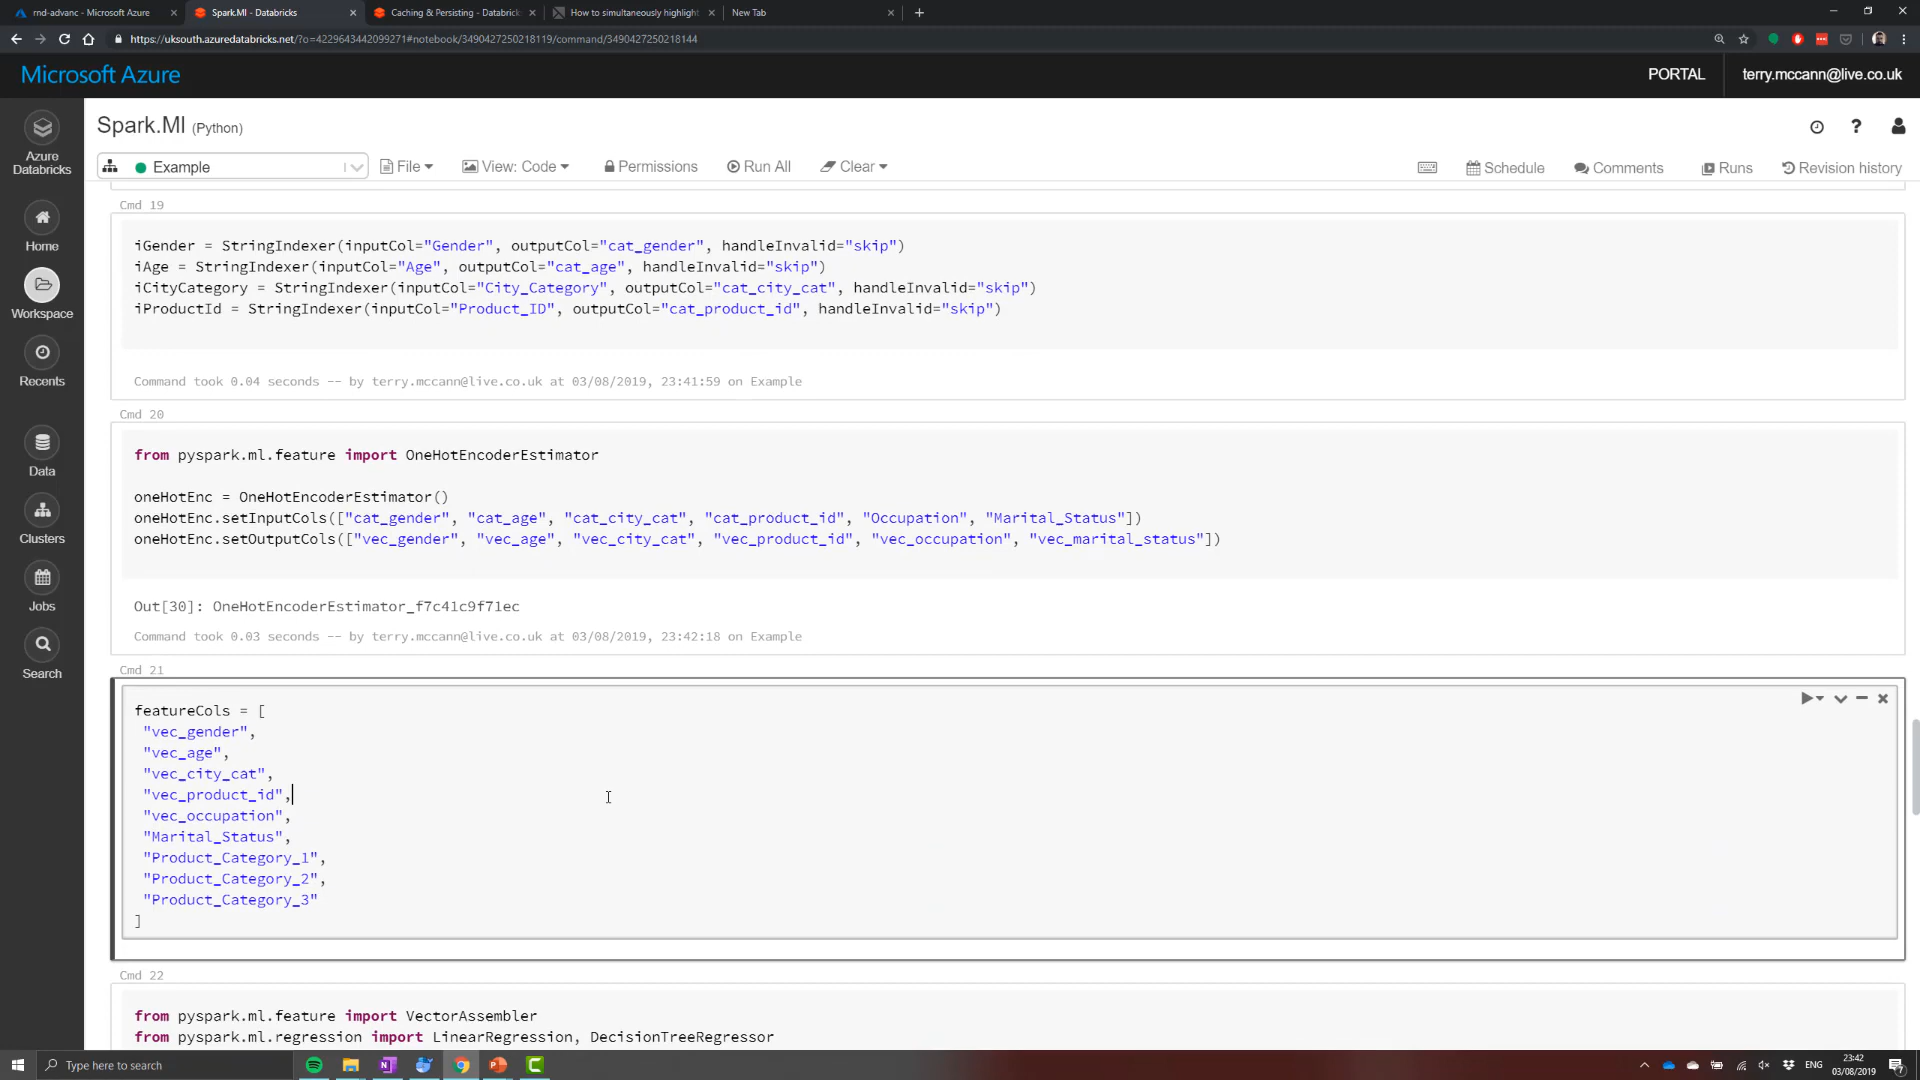 rnd-advanc - Microsoft Azure
Spark.Ml - Databricks
Caching & Persisting - Databrick
How to simultaneously highlight
New Tab
https://uksouth.azuredatabricks.net/?o=4229643442099271#notebook/3490427250218119/command/3490427250218144
Microsoft Azure
PORTAL
terry.mccann@live.co.uk
Azure Databricks
Home
Workspace
Recents
Data
Clusters
Jobs
Search
Spark.Ml (Python)
Example
File
View: Code
Permissions
Run All
Clear
Schedule
Comments
Runs
Revision history
Cmd 19
iGender = StringIndexer(inputCol="Gender", outputCol="cat_gender", handleInvalid="skip")
iAge = StringIndexer(inputCol="Age", outputCol="cat_age", handleInvalid="skip")
iCityCategory = StringIndexer(inputCol="City_Category", outputCol="cat_city_cat", handleInvalid="skip")
iProductId = StringIndexer(inputCol="Product_ID", outputCol="cat_product_id", handleInvalid="skip")
Command took 0.04 seconds -- by terry.mccann@live.co.uk at 03/08/2019, 23:41:59 on Example
Cmd 20
from pyspark.ml.feature import OneHotEncoderEstimator
oneHotEnc = OneHotEncoderEstimator()
oneHotEnc.setInputCols(["cat_gender", "cat_age", "cat_city_cat", "cat_product_id", "Occupation", "Marital_Status"])
oneHotEnc.setOutputCols(["vec_gender", "vec_age", "vec_city_cat", "vec_product_id", "vec_occupation", "vec_marital_status"])
Out[30]: OneHotEncoderEstimator_f7c41c9f71ec
Command took 0.03 seconds -- by terry.mccann@live.co.uk at 03/08/2019, 23:42:18 on Example
Cmd 21
featureCols = [
"vec_gender",
"vec_age",
"vec_city_cat",
"vec_product_id",
"vec_occupation",
"Marital_Status",
"Product_Category_1",
"Product_Category_2",
"Product_Category_3"
]
Cmd 22
from pyspark.ml.feature import VectorAssembler
from pyspark.ml.regression import LinearRegression, DecisionTreeRegressor
Type here to search
ENG
23:42
03/08/2019